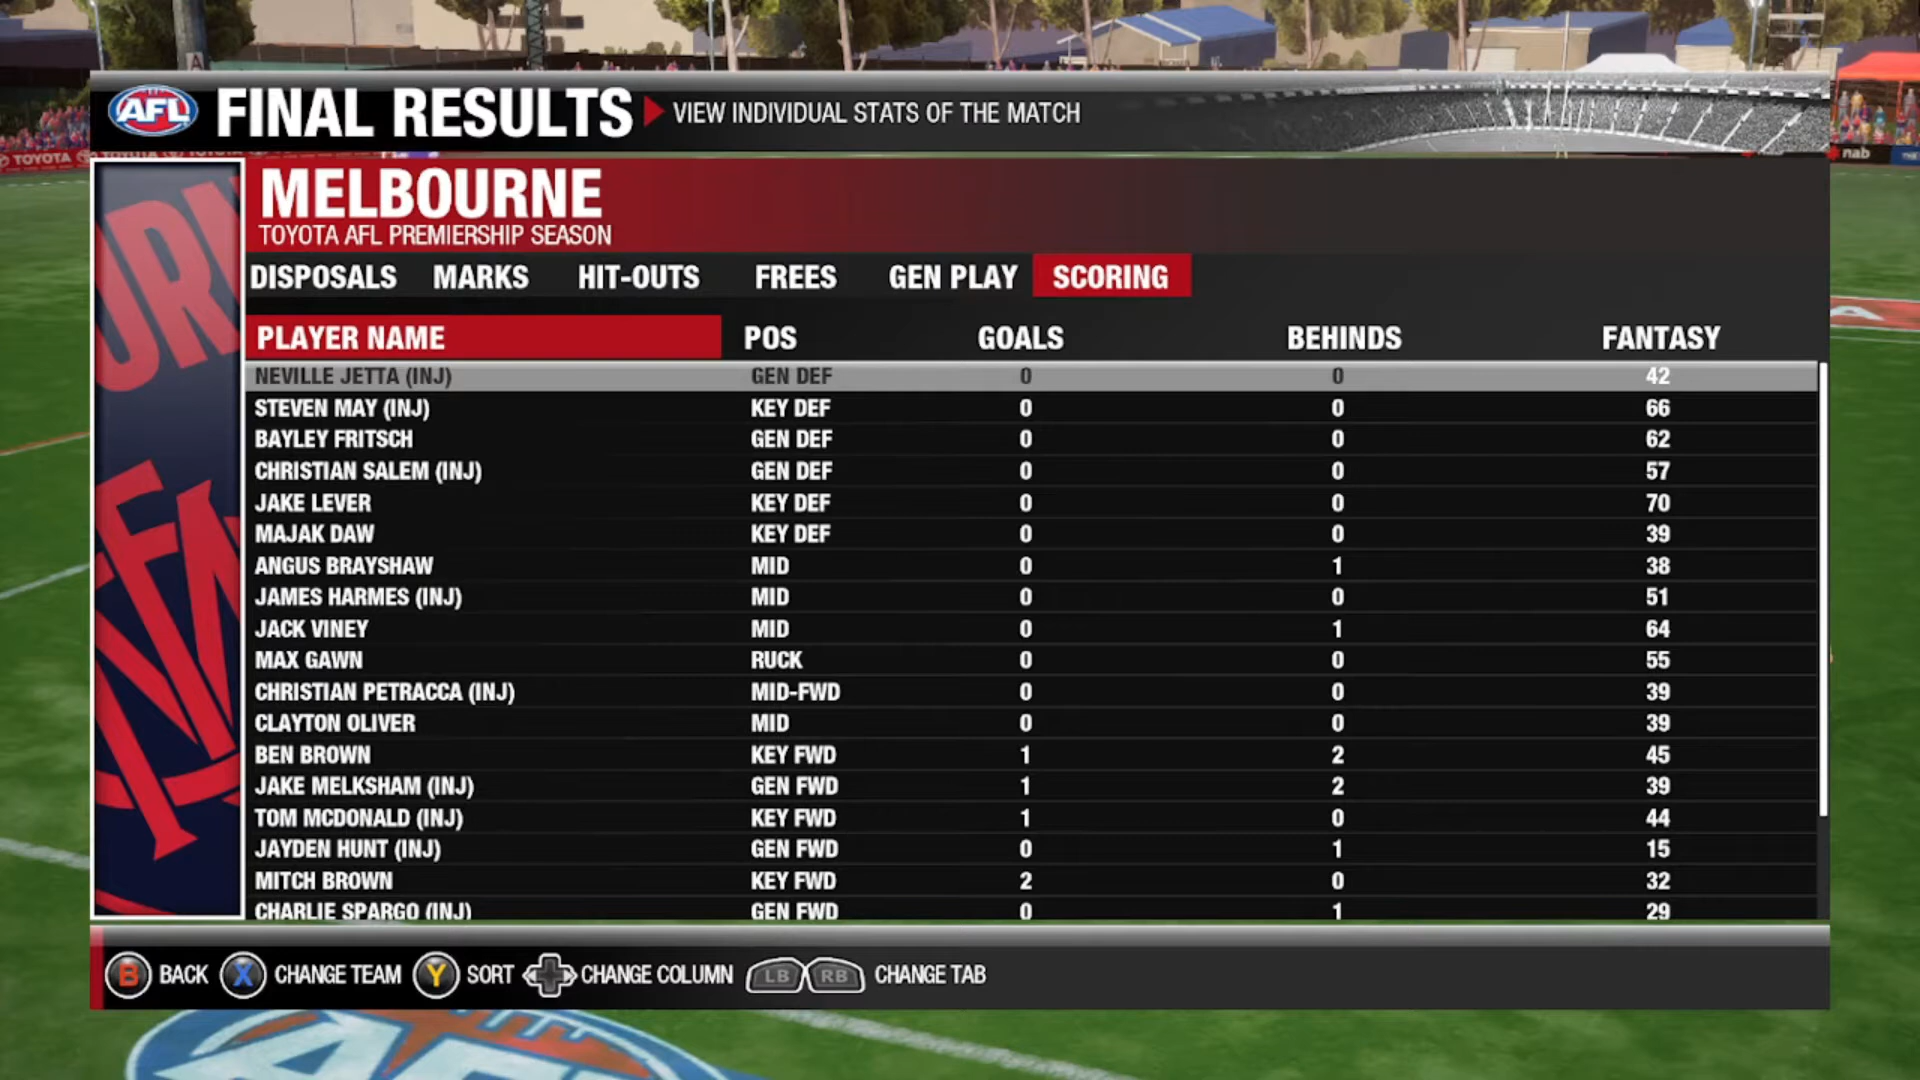 AFL FINAL RESULTS VIEW INDIVIDUAL STATS OF THE MATCH
TOYOTA
nab
MELBOURNE
TOYOTA AFL PREMIERSHIP SEASON
DISPOSALS MARKS HIT-OUTS FREES GEN PLAY SCORING
PLAYER NAME POS GOALS BEHINDS FANTASY
NEVILLE JETTA (INJ) GEN DEF 0 0 42
STEVEN MAY (INJ) KEY DEF 0 0 66
BAYLEY FRITSCH GEN DEF 0 0 62
CHRISTIAN SALEM (INJ) GEN DEF 0 0 57
JAKE LEVER KEY DEF 0 0 70
MAJAK DAW KEY DEF 0 0 39
ANGUS BRAYSHAW MID 0 1 38
JAMES HARMES (INJ) MID 0 0 51
JACK VINEY MID 0 1 64
MAX GAWN RUCK 0 0 55
CHRISTIAN PETRACCA (INJ) MID-FWD 0 0 39
CLAYTON OLIVER MID 0 0 39
BEN BROWN KEY FWD 1 2 45
JAKE MELKSHAM (INJ) GEN FWD 1 2 39
TOM MCDONALD (INJ) KEY FWD 1 0 44
JAYDEN HUNT (INJ) GEN FWD 0 1 15
MITCH BROWN KEY FWD 2 0 32
CHARLIE SPARGO (INJ) GEN FWD 0 1 29
B BACK X CHANGE TEAM Y SORT CHANGE COLUMN LB RB CHANGE TAB